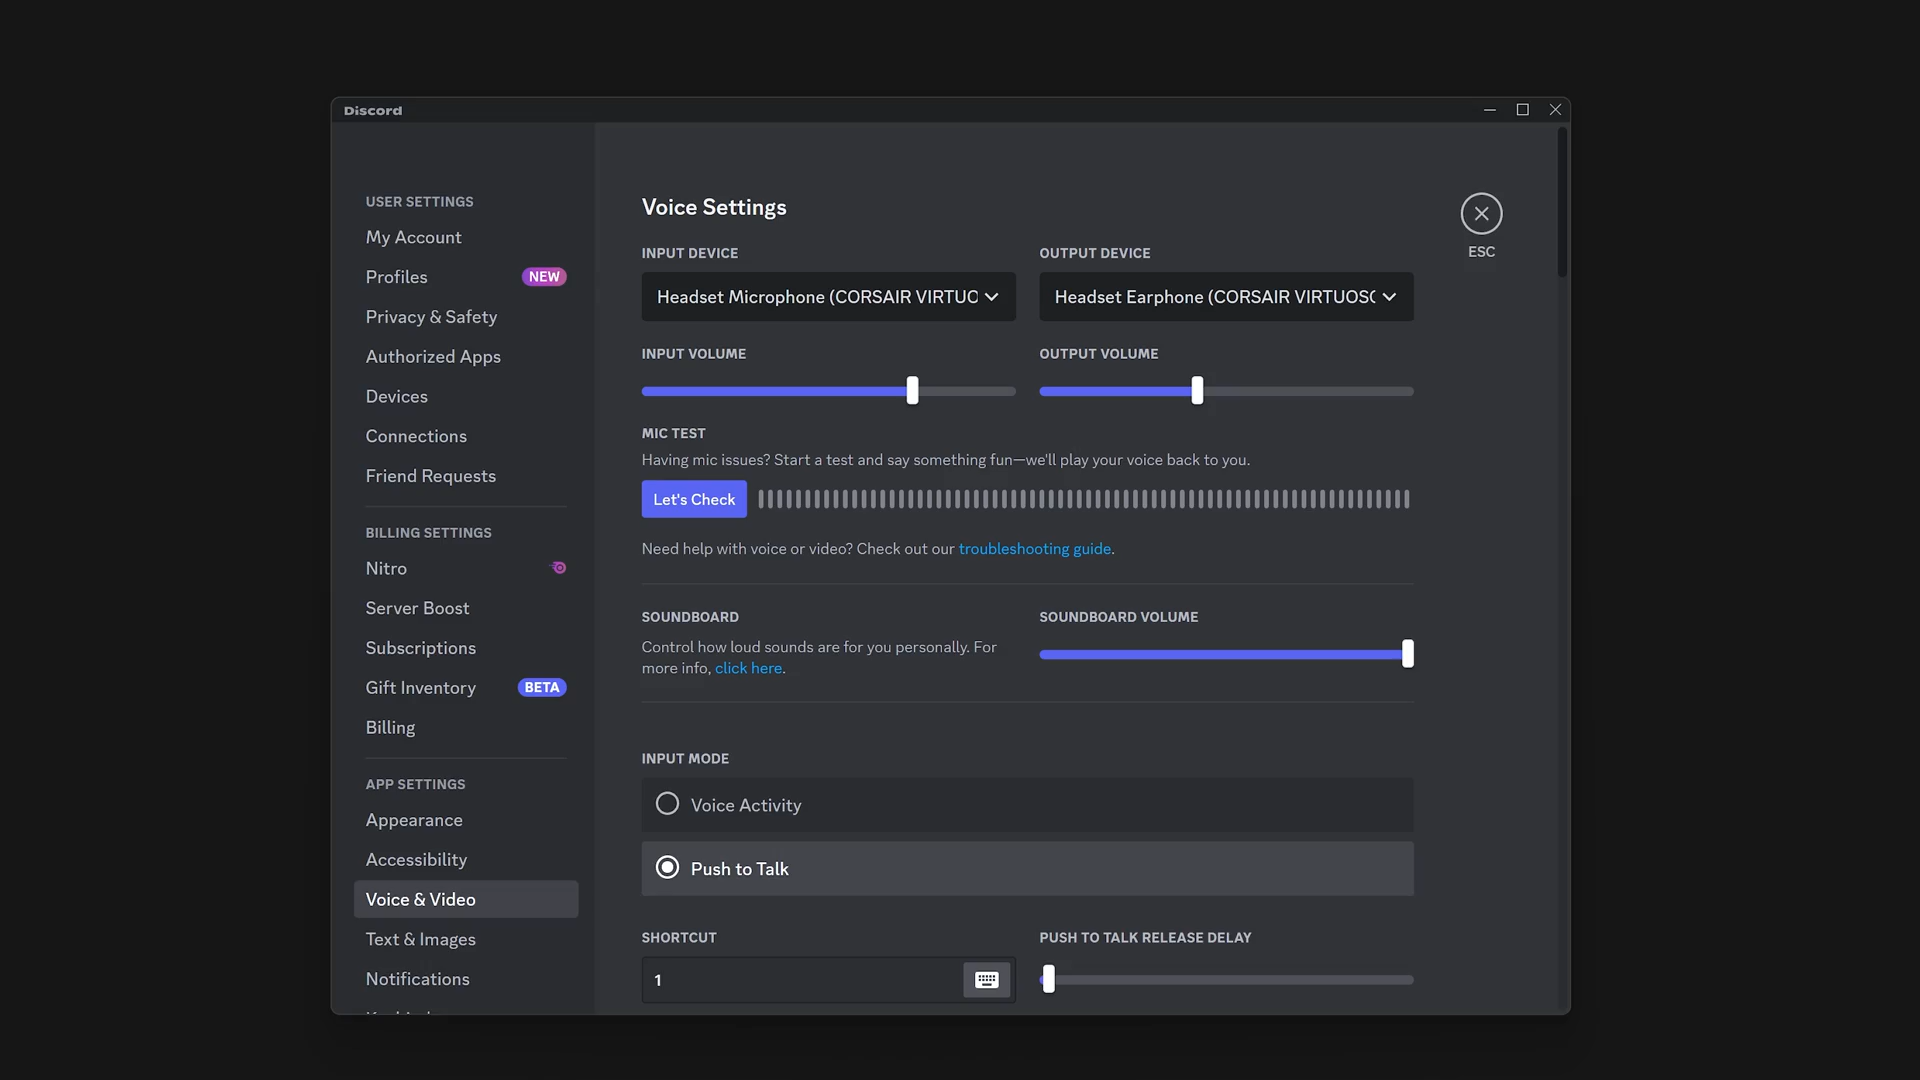 Discord
USER SETTINGS
My Account
Profiles NEW
Privacy & Safety
Authorized Apps
Devices
Connections
Friend Requests
BILLING SETTINGS
Nitro
Server Boost
Subscriptions
Gift Inventory BETA
Billing
APP SETTINGS
Appearance
Accessibility
Voice & Video
Text & Images
Notifications
Voice Settings
ESC
INPUT DEVICE
Headset Microphone (CORSAIR VIRTUO
OUTPUT DEVICE
Headset Earphone (CORSAIR VIRTUOSO
INPUT VOLUME
OUTPUT VOLUME
MIC TEST
Having mic issues? Start a test and say something fun—we'll play your voice back to you.
Let's Check
Need help with voice or video? Check out our troubleshooting guide.
SOUNDBOARD
Control how loud sounds are for you personally. For
more info, click here.
SOUNDBOARD VOLUME
INPUT MODE
Voice Activity
Push to Talk
SHORTCUT
1
PUSH TO TALK RELEASE DELAY